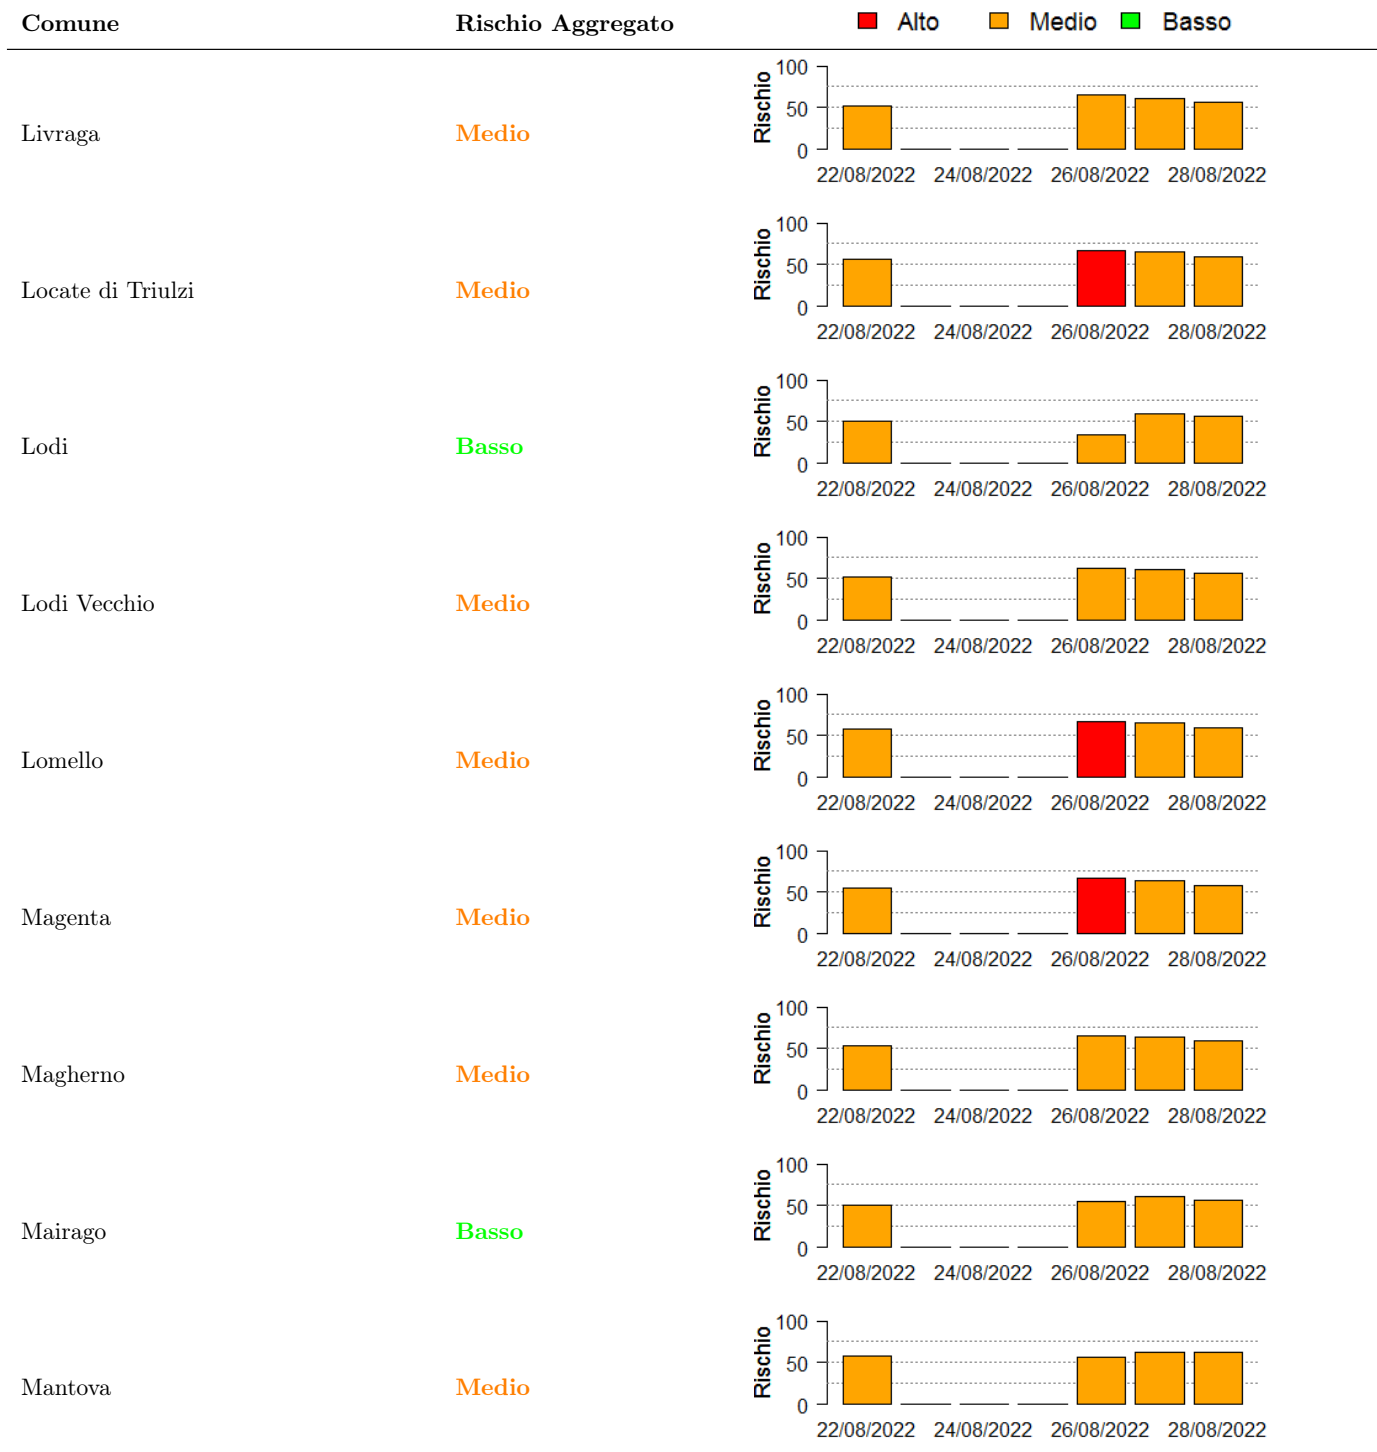 Comune Rischio Aggregato Alto Medio Basso
100
50
0
Rischio
Livraga Medio
22/08/2022 24/08/2022 26/08/2022 28/08/2022
100
50
0
Rischio
Locate di Triulzi Medio
22/08/2022 24/08/2022 26/08/2022 28/08/2022
100
50
0
Rischio
Lodi Basso
22/08/2022 24/08/2022 26/08/2022 28/08/2022
100
50
0
Rischio
Lodi Vecchio Medio
22/08/2022 24/08/2022 26/08/2022 28/08/2022
100
50
0
Rischio
Lomello Medio
22/08/2022 24/08/2022 26/08/2022 28/08/2022
100
50
0
Rischio
Magenta Medio
22/08/2022 24/08/2022 26/08/2022 28/08/2022
100
50
0
Rischio
Magherno Medio
22/08/2022 24/08/2022 26/08/2022 28/08/2022
100
50
0
Rischio
Mairago Basso
22/08/2022 24/08/2022 26/08/2022 28/08/2022
100
50
0
Rischio
Mantova Medio
22/08/2022 24/08/2022 26/08/2022 28/08/2022